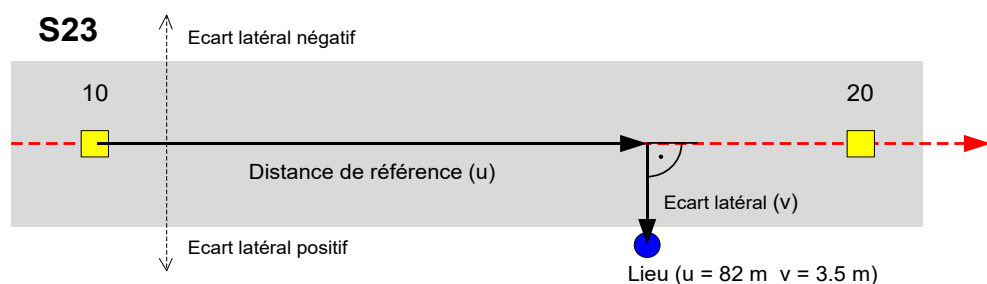 S23
Ecart latéral négatif
10
20
Distance de référence (u)
Ecart latéral (v)
Ecart latéral positif
Lieu (u = 82 m  v = 3.5 m)